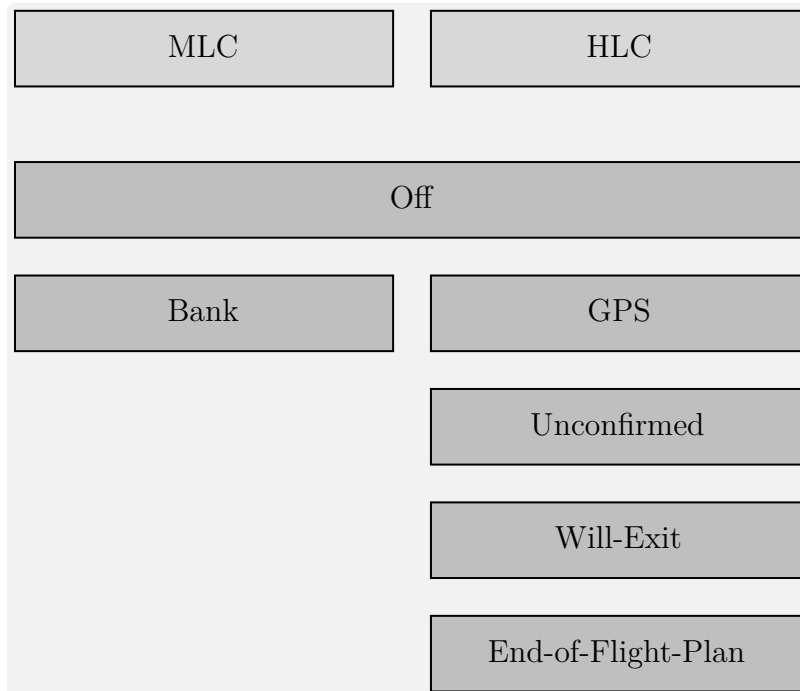 MLC HLC
Off
Bank GPS
Unconfirmed
Will-Exit
End-of-Flight-Plan